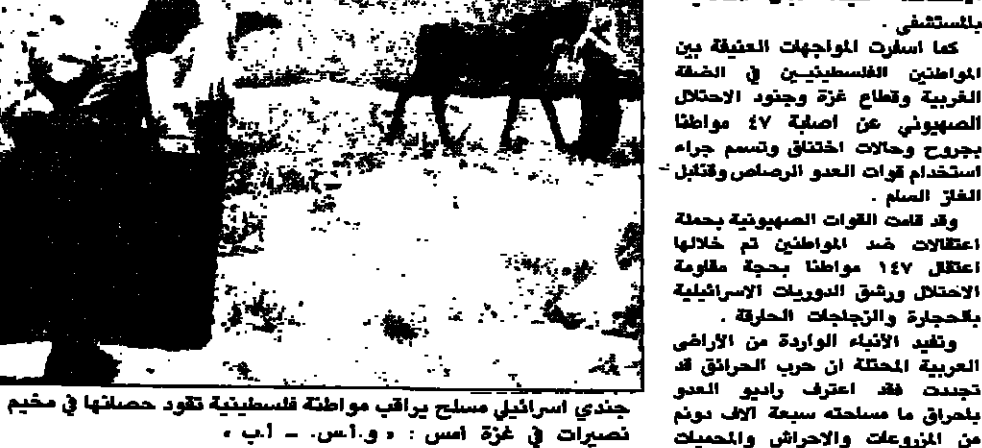 بالمستشفى .
كما اسفرت المواجهات العنيفة بين
المواطنين الفلسطينيين في الضفة
الغربية وقطاع غزة وجنود الاحتلال
الصهيوني عن اصابة ٤٧ مواطنا
بجروح وحالات اختناق وتسمم جراء
استخدام قوات العدو الرصاص وقنابل
الغاز السام .
وقد قامت القوات الصهيونية بحملة
اعتقالات ضد المواطنين تم خلالها
اعتقال ١٤٧ مواطنا بحجة مقاومة
الاحتلال ورشق الدوريات الاسرائيلية
بالحجارة والزجاجات الحارقة .
وتفيد الأنباء الواردة من الأراضي
العربية المحتلة ان حرب الحرائق قد
تجددت فقد اعترف راديو العدو
باحراق ما مساحته سبعة آلاف دونم
من المزروعات والاحراش والمحميات
جندي اسرائيلي مسلح يراقب مواطنة فلسطينية تقود حصانها في مخيم
نصيرات في غزة امس : « و.أ.س. ـ أ.ب »